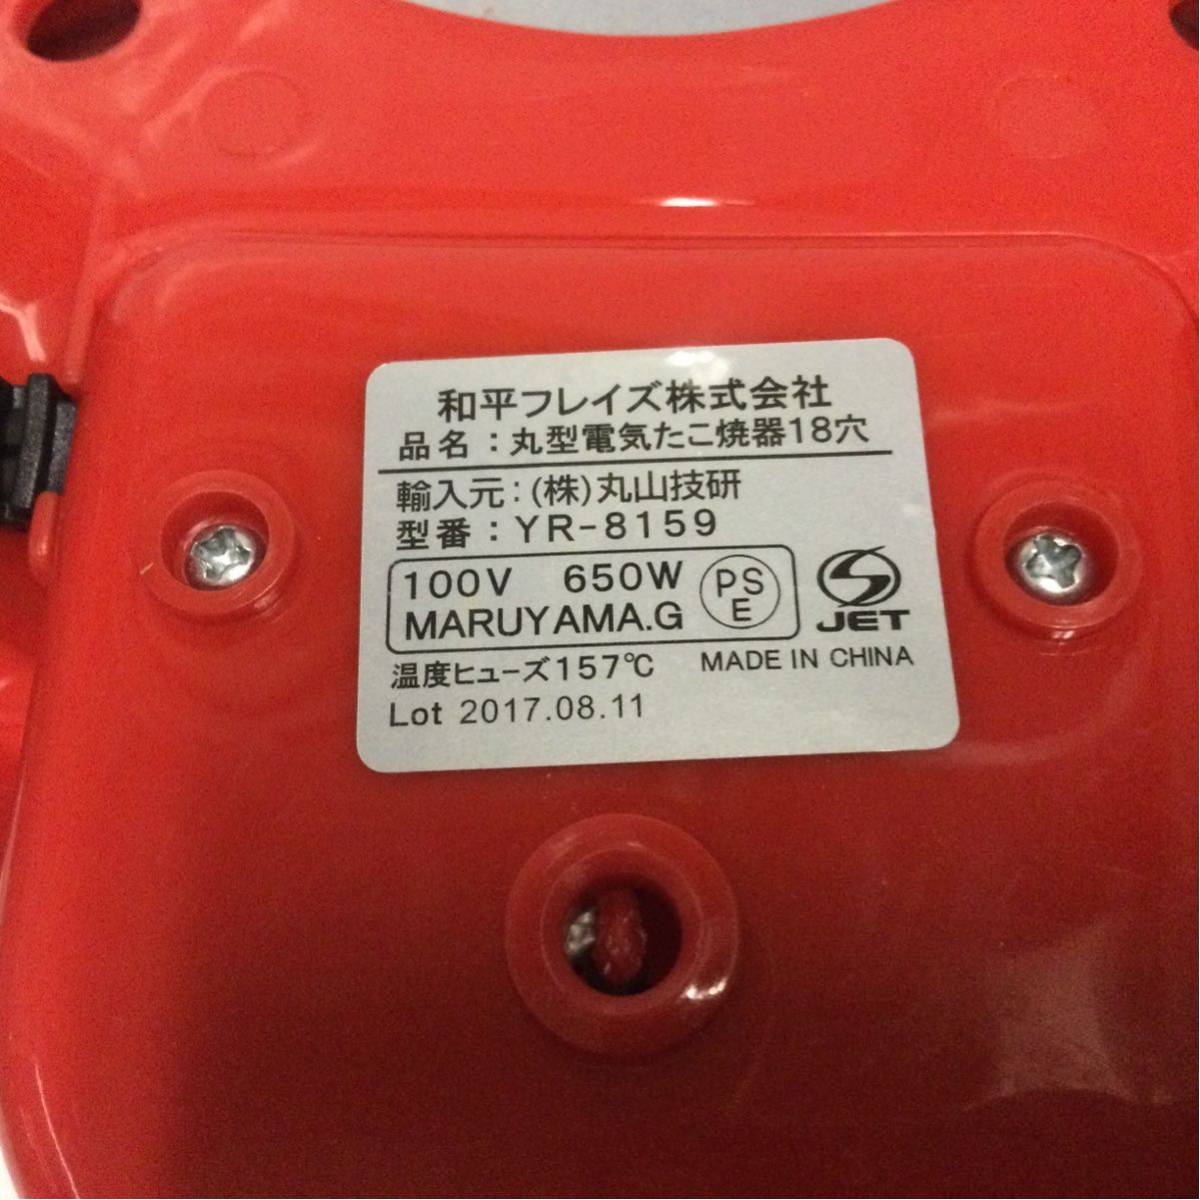 和平フレイズ株式会社
品名：丸型電気たこ焼器18穴
輸入元：(株)丸山技研
型番：YR-8159
100V 650W
MARUYAMA.G
PS
E
JET
温度ヒューズ157℃ MADE IN CHINA
Lot 2017.08.11